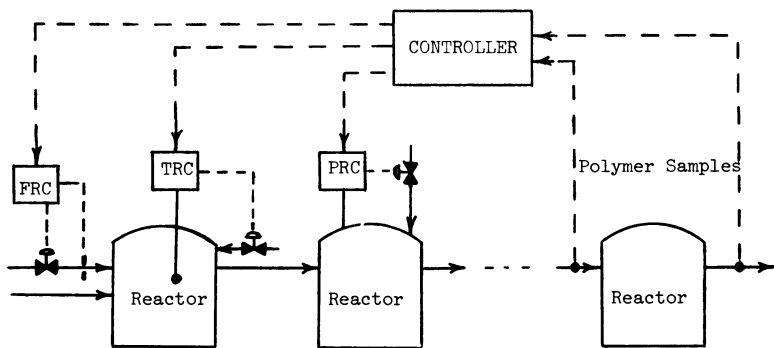 CONTROLLER
TRC
PRC
FRC
Polymer Samples
Reactor
Reactor
Reactor